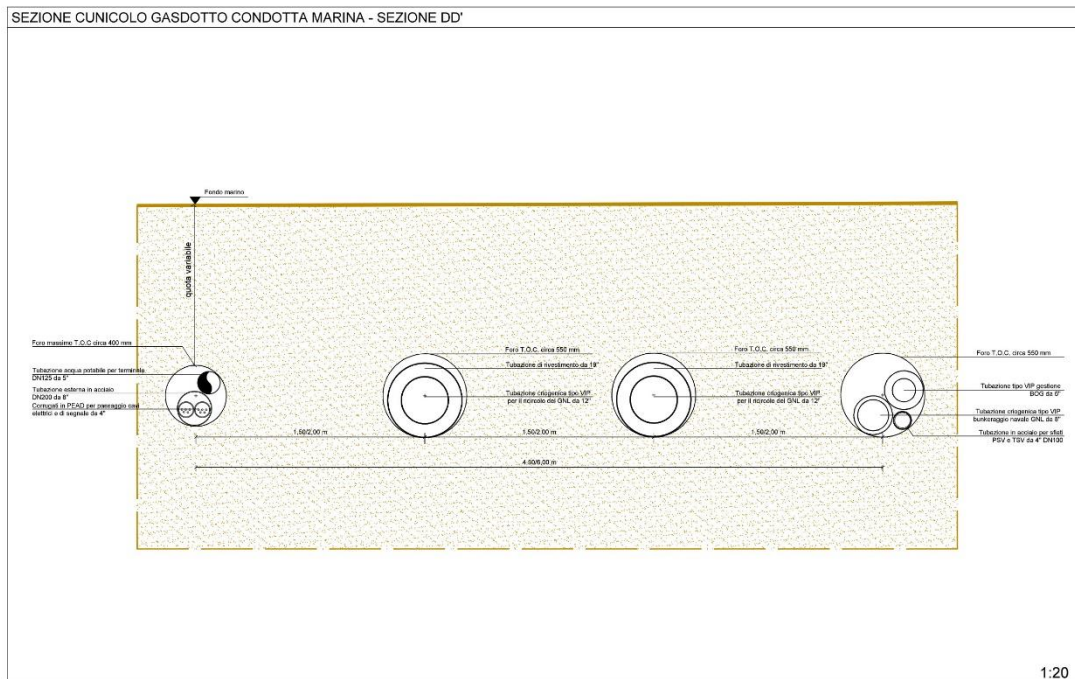 SEZIONE CUNICOLO GASDOTTO CONDOTTA MARINA - SEZIONE DD'
Fondo marino
quota variabile
Foro massimo T.O.C circa 400 mm
Tubazione acqua potabile per terminale
DN125 da 5"
Tubazione esterna in acciaio
DN200 da 8"
Corrugati in PEAD per passaggio cavi
elettrici e di segnale da 4"
Foro T.O.C. circa 550 mm
Tubazione di rivestimento da 19"
Tubazione criogenica tipo VIP
per il ricircolo del GNL da 12"
Foro T.O.C. circa 550 mm
Tubazione di rivestimento da 19"
Tubazione criogenica tipo VIP
per il ricircolo del GNL da 12"
Foro T.O.C. circa 550 mm
Tubazione tipo VIP gestione
BOG da 6"
Tubazione criogenica tipo VIP
bunkeraggio navale GNL da 8"
Tubazione in acciaio per sfiati
PSV e TSV da 4" DN100
1,50/2,00 m
1,50/2,00 m
1,50/2,00 m
4.50/6,00 m
1:20